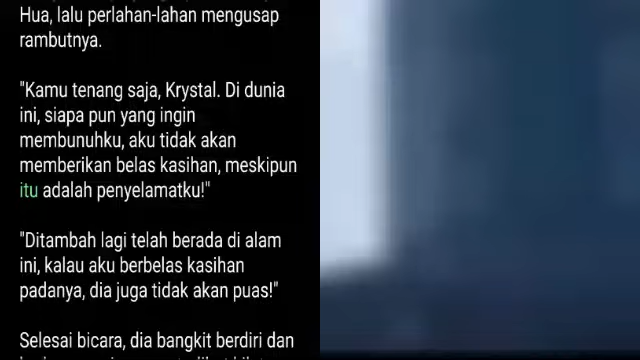 Hua, lalu perlahan-lahan mengusap
rambutnya.
"Kamu tenang saja, Krystal. Di dunia
ini, siapa pun yang ingin
membunuhku, aku tidak akan
memberikan belas kasihan, meskipun
itu adalah penyelamatku!"
"Ditambah lagi telah berada di alam
ini, kalau aku berbelas kasihan
padanya, dia juga tidak akan puas!"
Selesai bicara, dia bangkit berdiri dan